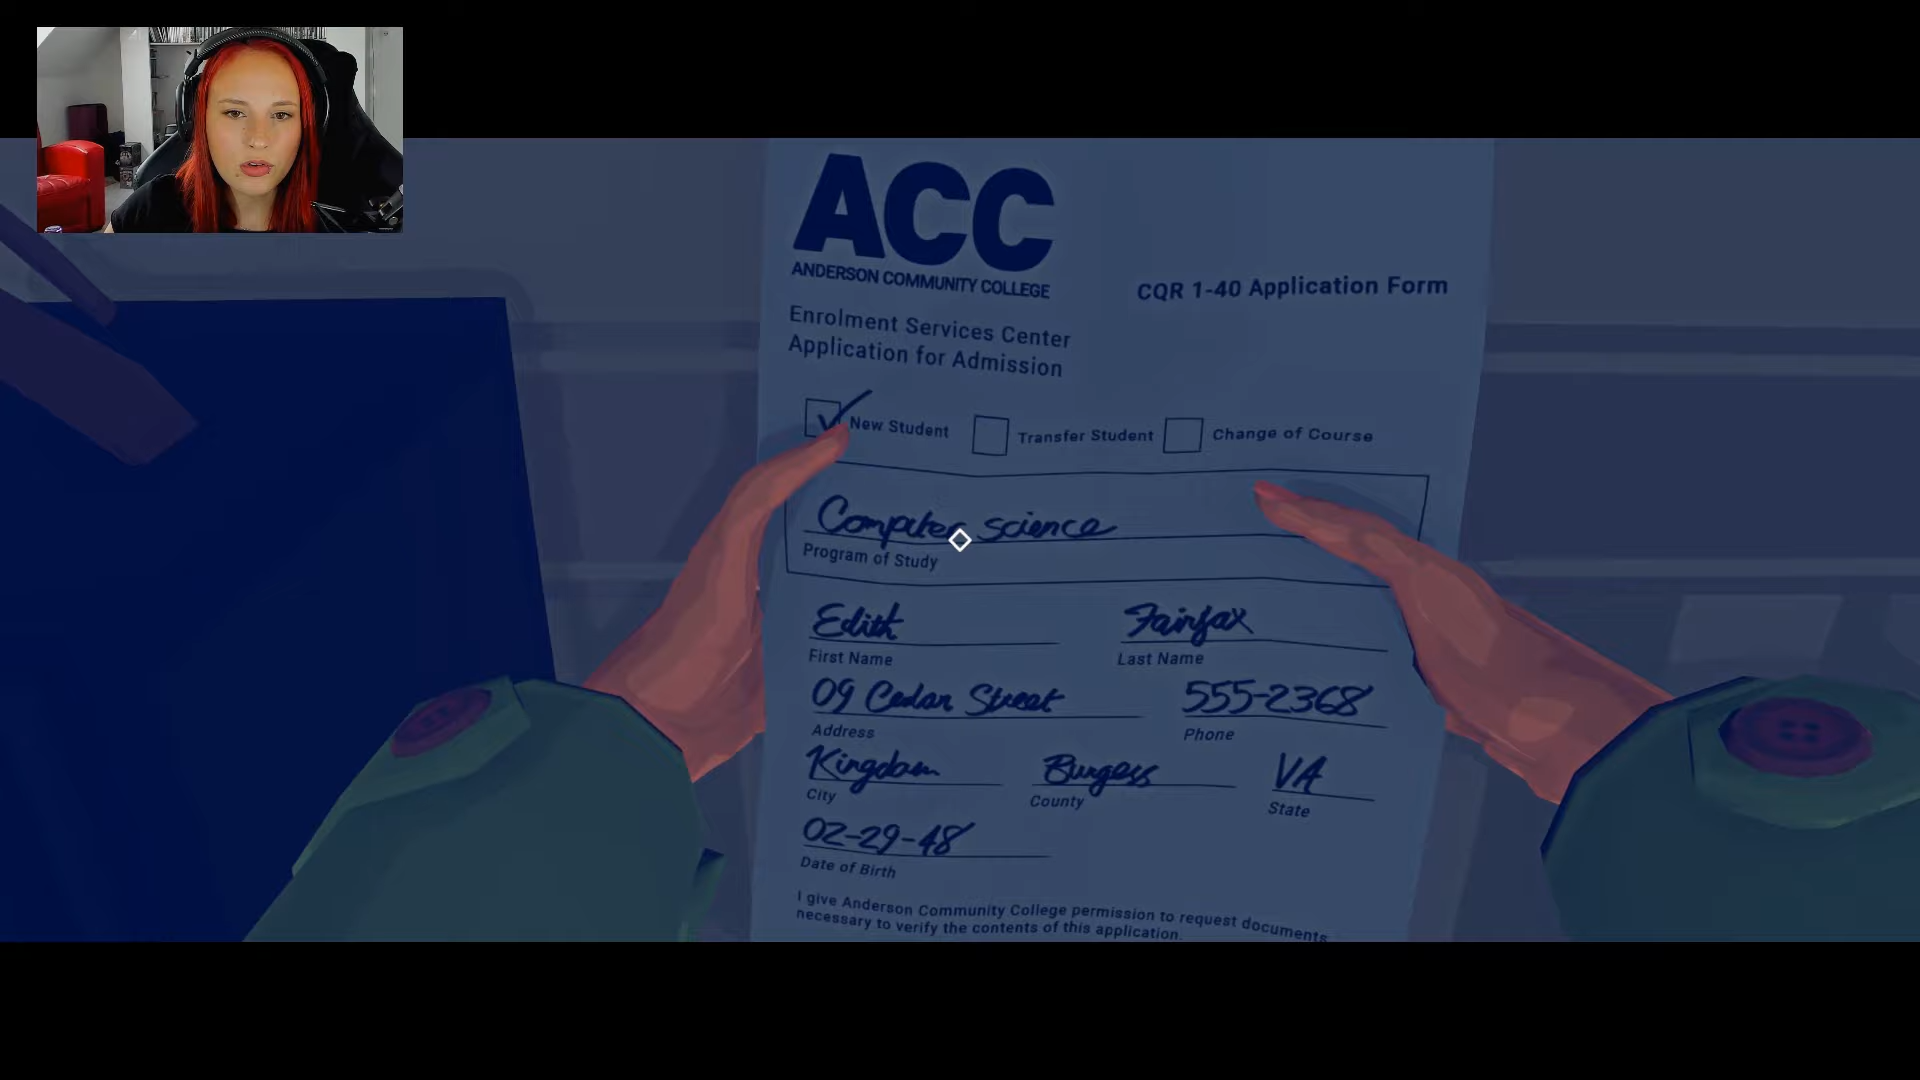 ACC
ANDERSON COMMUNITY COLLEGE
CQR 1-40 Application Form
Enrolment Services Center
Application for Admission
New Student Transfer Student Change of Course
Computer science
Program of Study
Edith Fairfax
First Name Last Name
09 Cedar Street 555-2368
Address Phone
Kingdom Burgess VA
City County State
02-29-48
Date of Birth
I give Anderson Community College permission to request documents
necessary to verify the contents of this application.